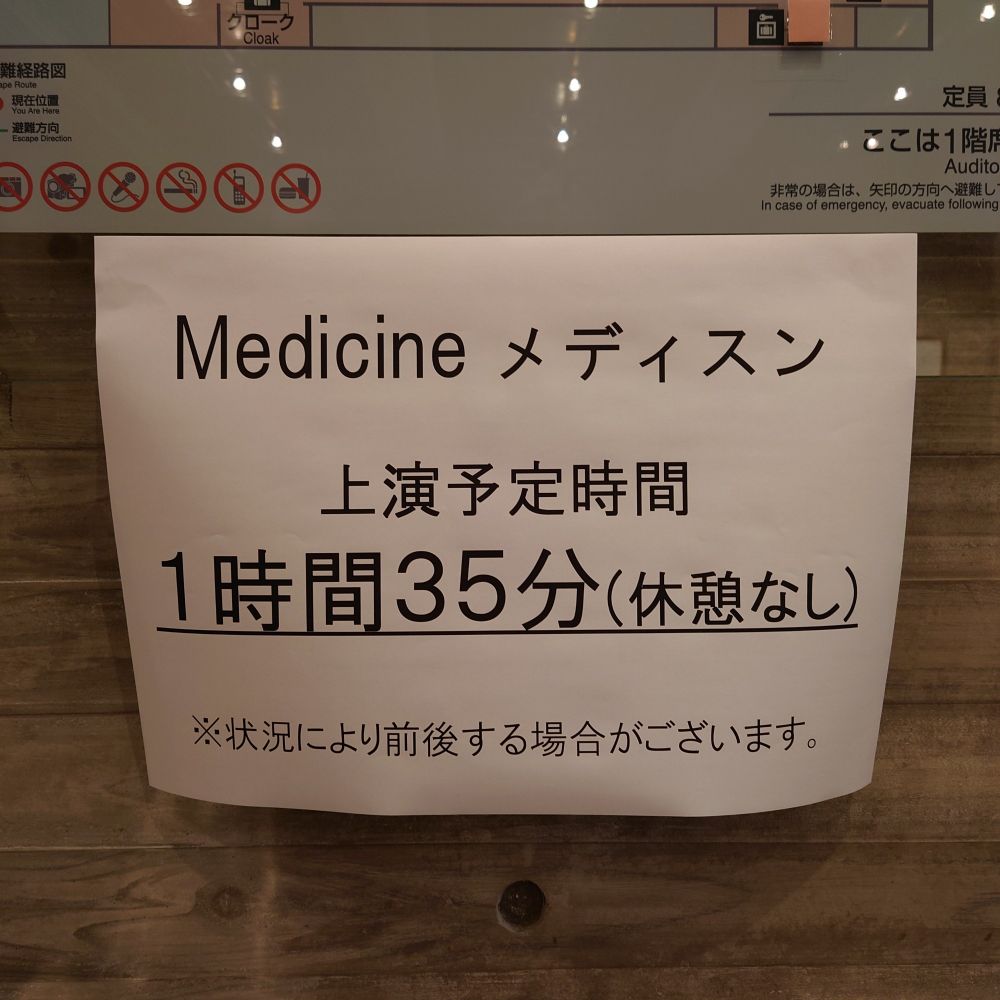 クローク
Cloak
難経路図
ape Route
現在位置
You Are Here
避難方向
Escape Direction
定員
ここは1階席
Audito
非常の場合は、矢印の方向へ避難し
In case of emergency, evacuate following
Medicine メディスン
上演予定時間
1時間35分(休憩なし)
※状況により前後する場合がございます。